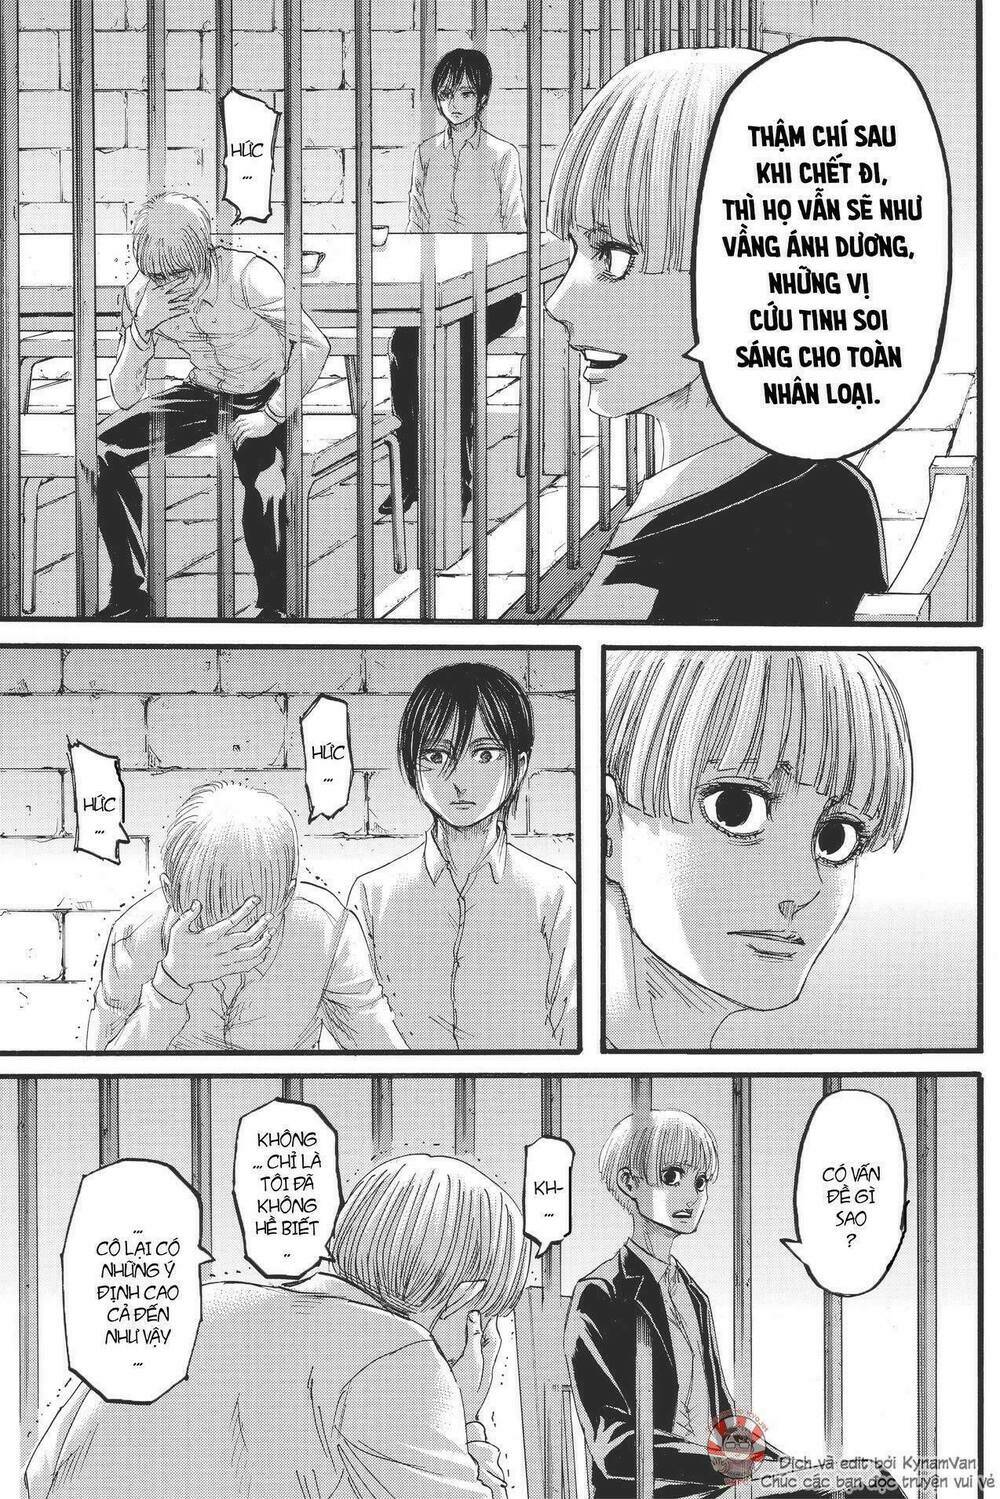 THẬM CHÍ SAU
KHI CHẾT ĐI,
THÌ HỌ VẪN SẼ NHƯ
VẦNG ÁNH DƯƠNG,
NHỮNG VỊ
CỨU TINH SOI
SÁNG CHO TOÀN
NHÂN LOẠI.
HỨC
...
HỨC
...
HỨC
...
CÓ VẤN
ĐỀ GÌ
SAO
?
KH-
...
KHÔNG
... CHỈ LÀ
TÔI ĐÃ
KHÔNG
HỀ BIẾT
..
...
CÔ LẠI CÓ
NHỮNG Ý
ĐỊNH CAO
CẢ ĐẾN
NHƯ VẬY
...
Dịch và edit bởi KynamVan
Chúc các bạn đọc truyện vui vẻ